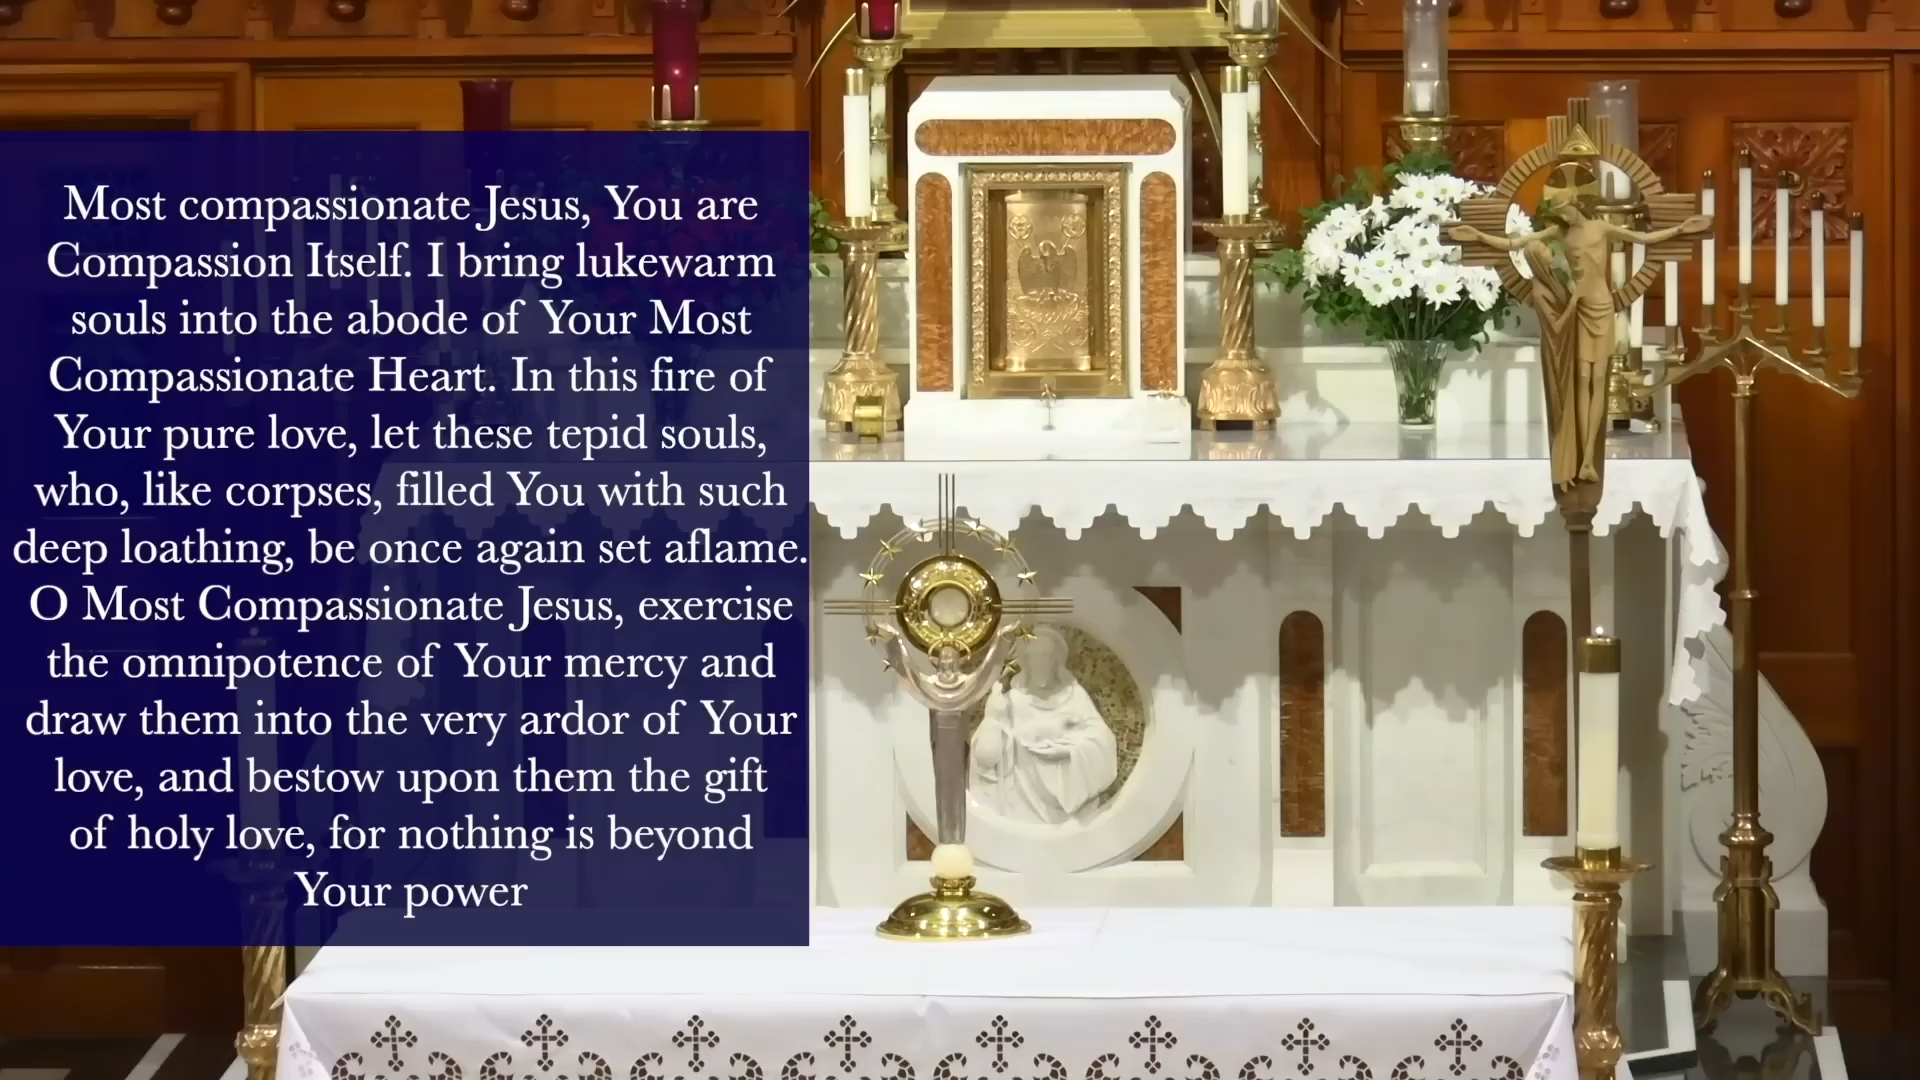 Most compassionate Jesus, You are
Compassion Itself. I bring lukewarm
souls into the abode of Your Most
Compassionate Heart. In this fire of
Your pure love, let these tepid souls,
who, like corpses, filled You with such
deep loathing, be once again set aflame.
O Most Compassionate Jesus, exercise
the omnipotence of Your mercy and
draw them into the very ardor of Your
love, and bestow upon them the gift
of holy love, for nothing is beyond
Your power